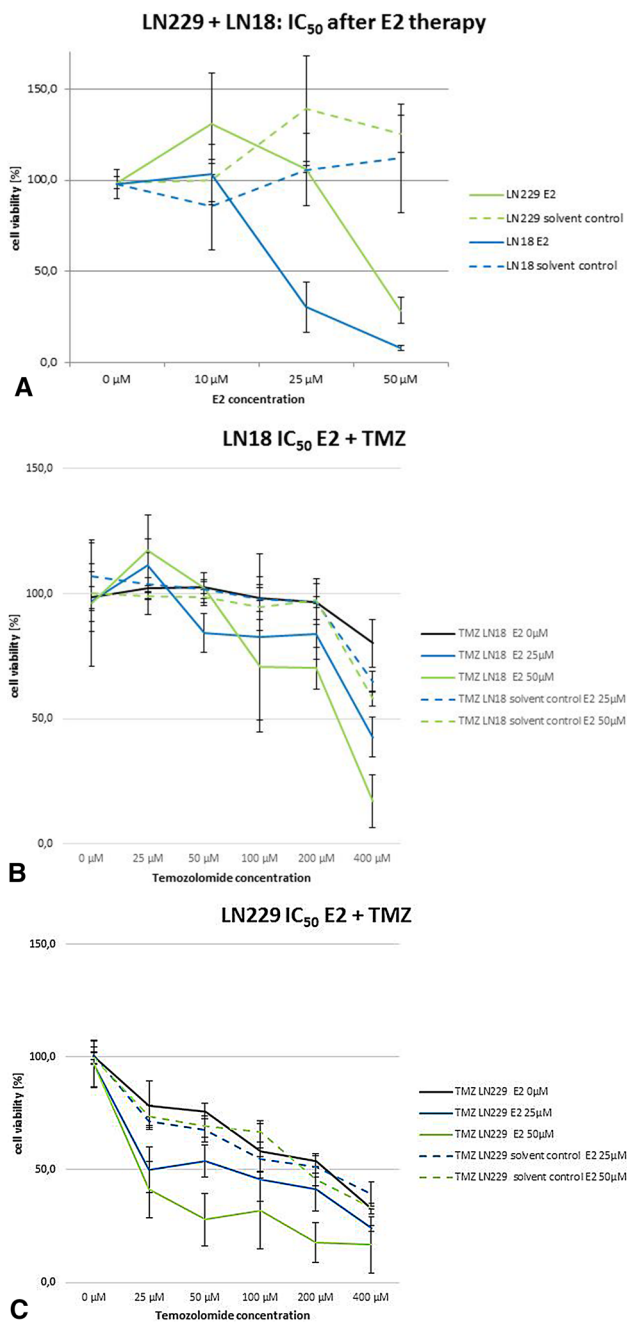 LN229 + LN18: IC50 after E2 therapy
150,0
100,0
50,0
0,0
cell viability [%]
0 µM
10 µM
25 µM
50 µM
E2 concentration
LN229 E2
LN229 solvent control
LN18 E2
LN18 solvent control
A
LN18 IC50 E2 + TMZ
150,0
100,0
50,0
0,0
cell viability [%]
0 µM
25 µM
50 µM
100 µM
200 µM
400 µM
Temozolomide concentration
TMZ LN18 E2 0µM
TMZ LN18 E2 25µM
TMZ LN18 E2 50µM
TMZ LN18 solvent control E2 25µM
TMZ LN18 solvent control E2 50µM
B
LN229 IC50 E2 + TMZ
150,0
100,0
50,0
0,0
cell viability [%]
0 µM
25 µM
50 µM
100 µM
200 µM
400 µM
Temozolomide concentration
TMZ LN229 E2 0µM
TMZ LN229 E2 25µM
TMZ LN229 E2 50µM
TMZ LN229 solvent control E2 25µM
TMZ LN229 solvent control E2 50µM
C